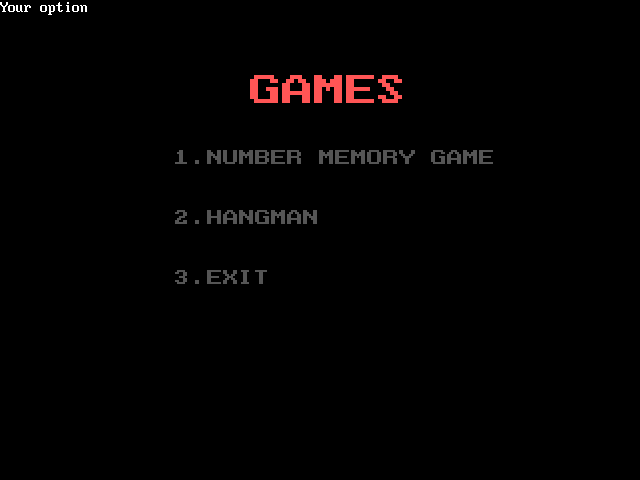 Your option
GAMES
1.NUMBER MEMORY GAME
2.HANGMAN
3.EXIT